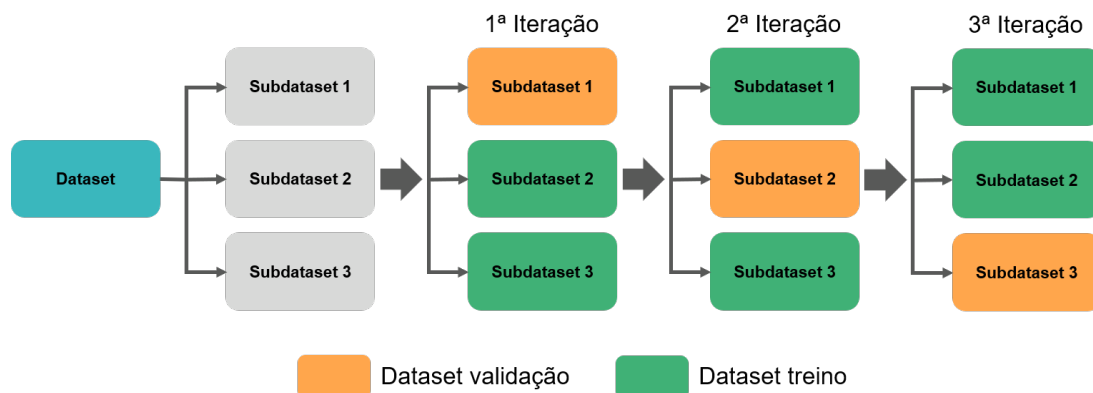 1ª Iteração
2ª Iteração
3ª Iteração
Dataset
Subdataset 1
Subdataset 2
Subdataset 3
Subdataset 1
Subdataset 2
Subdataset 3
Subdataset 1
Subdataset 2
Subdataset 3
Subdataset 1
Subdataset 2
Subdataset 3
Dataset validação
Dataset treino